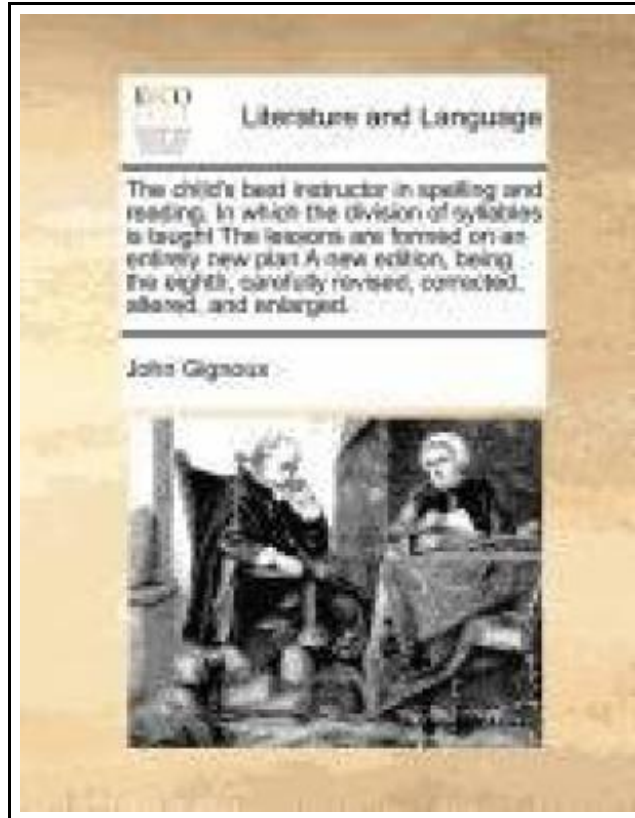 ECCO
Literature and Language
The child's best instructor in spelling and
reading. In which the division of syllables
is taught The lessons are formed on an
entirely new plan A new edition, being
the eighth, carefully revised, corrected,
altered, and enlarged.
John Gignoux